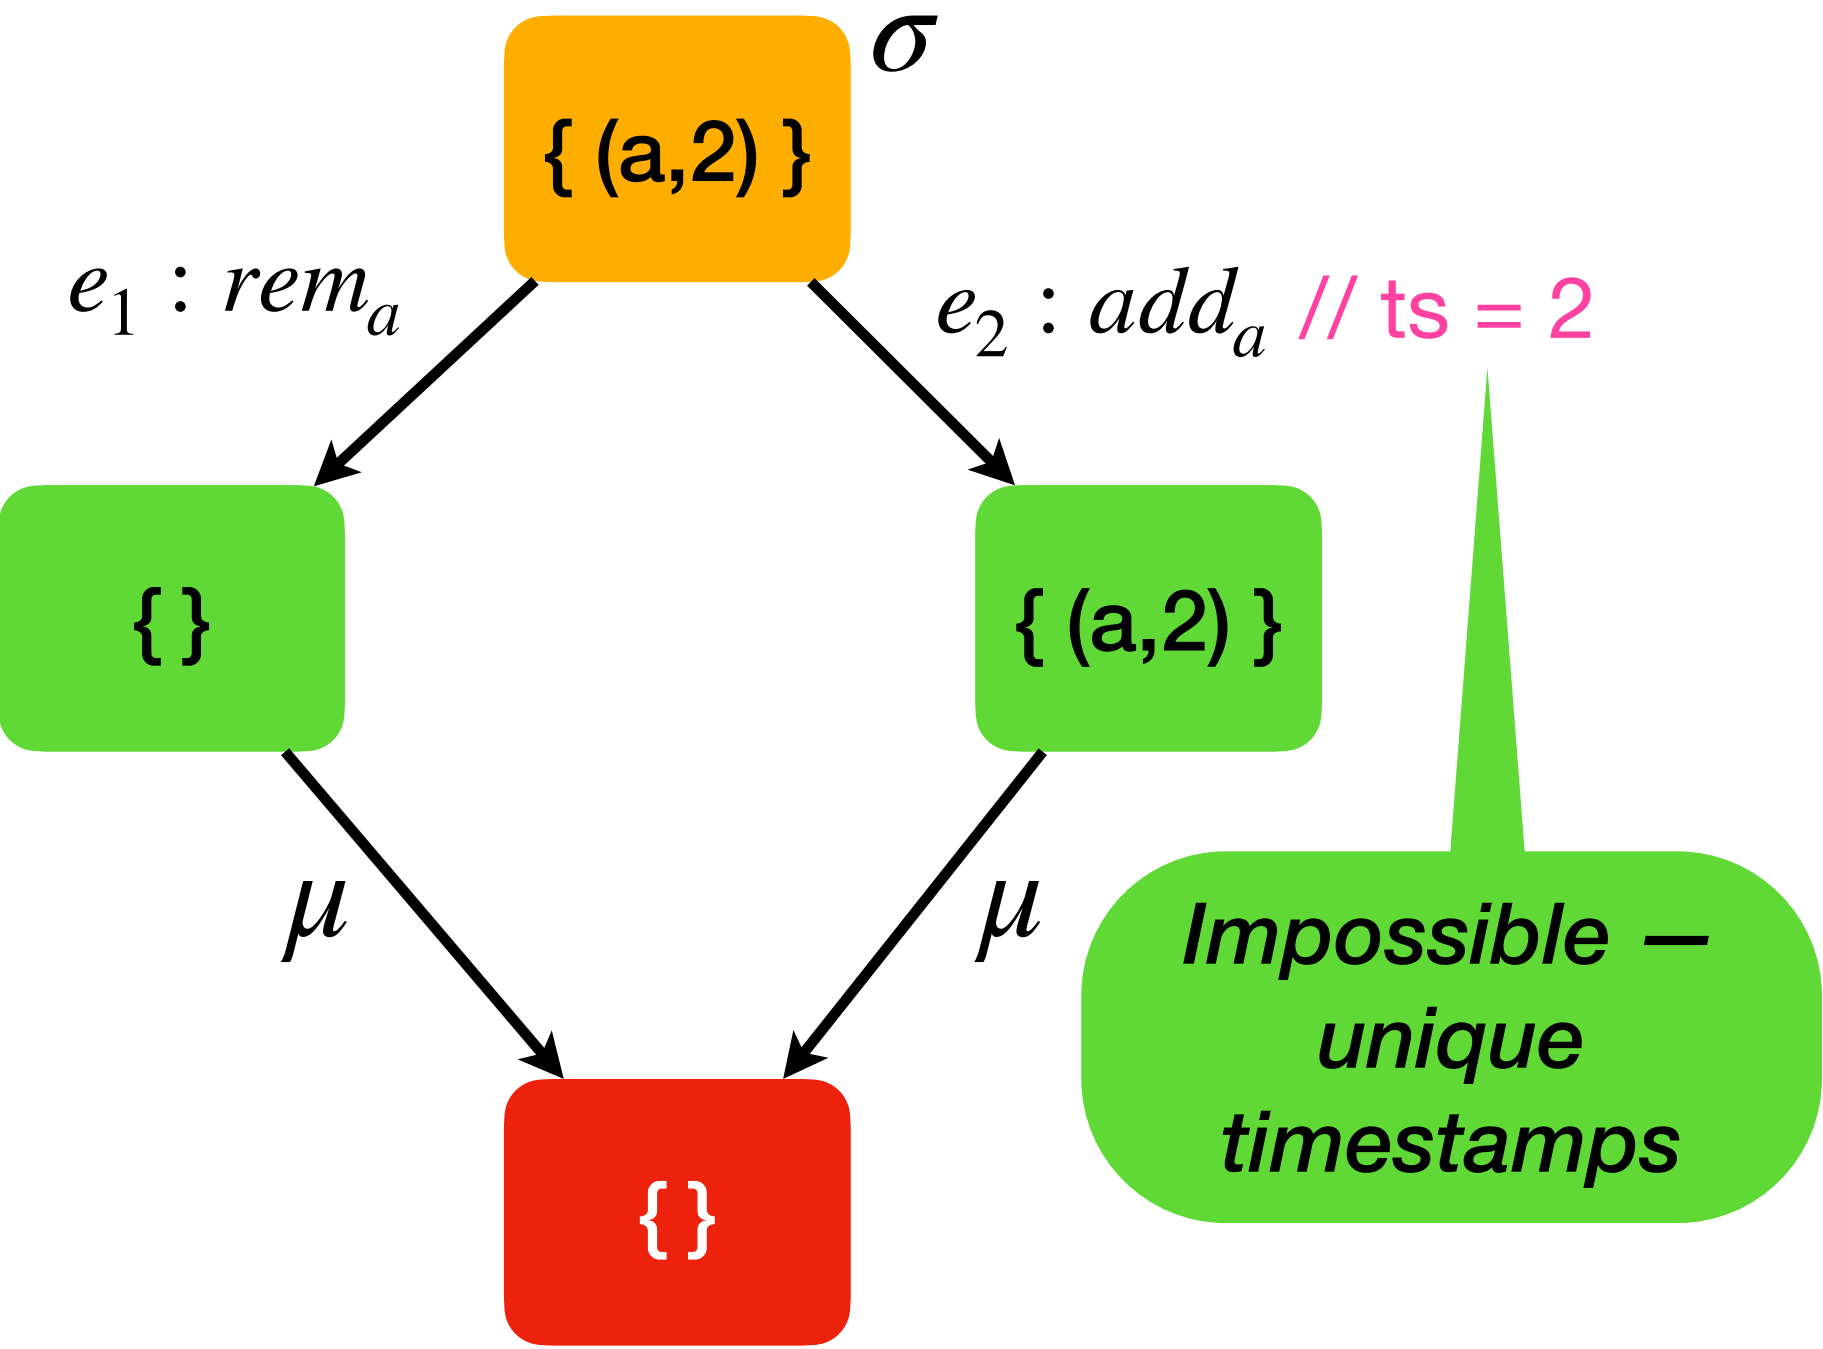 σ
{ (a,2) }
e₁ : remₐ
e₂ : addₐ // ts = 2
{ }
{ (a,2) }
μ
μ
Impossible —
unique
timestamps
{ }